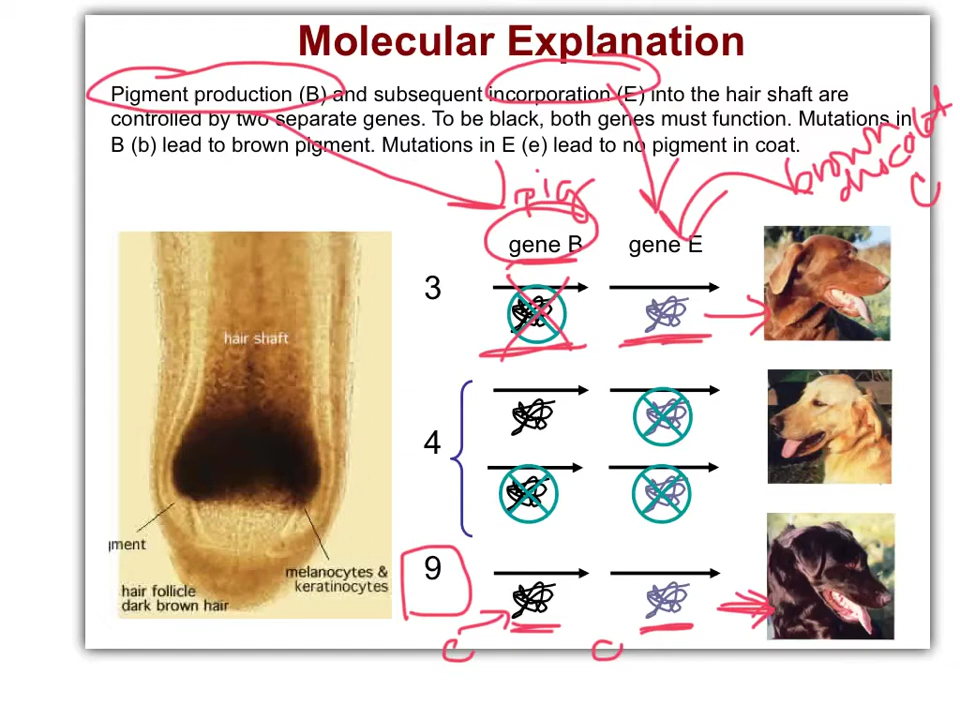 Molecular Explanation
Pigment production (B) and subsequent incorporation (E) into the hair shaft are
controlled by two separate genes. To be black, both genes must function. Mutations in
B (b) lead to brown pigment. Mutations in E (e) lead to no pigment in coat.
brown
pig
gene B gene E
3
hair shaft
4
gment
melanocytes &
keratinocytes
hair follicle
dark brown hair
9
C C